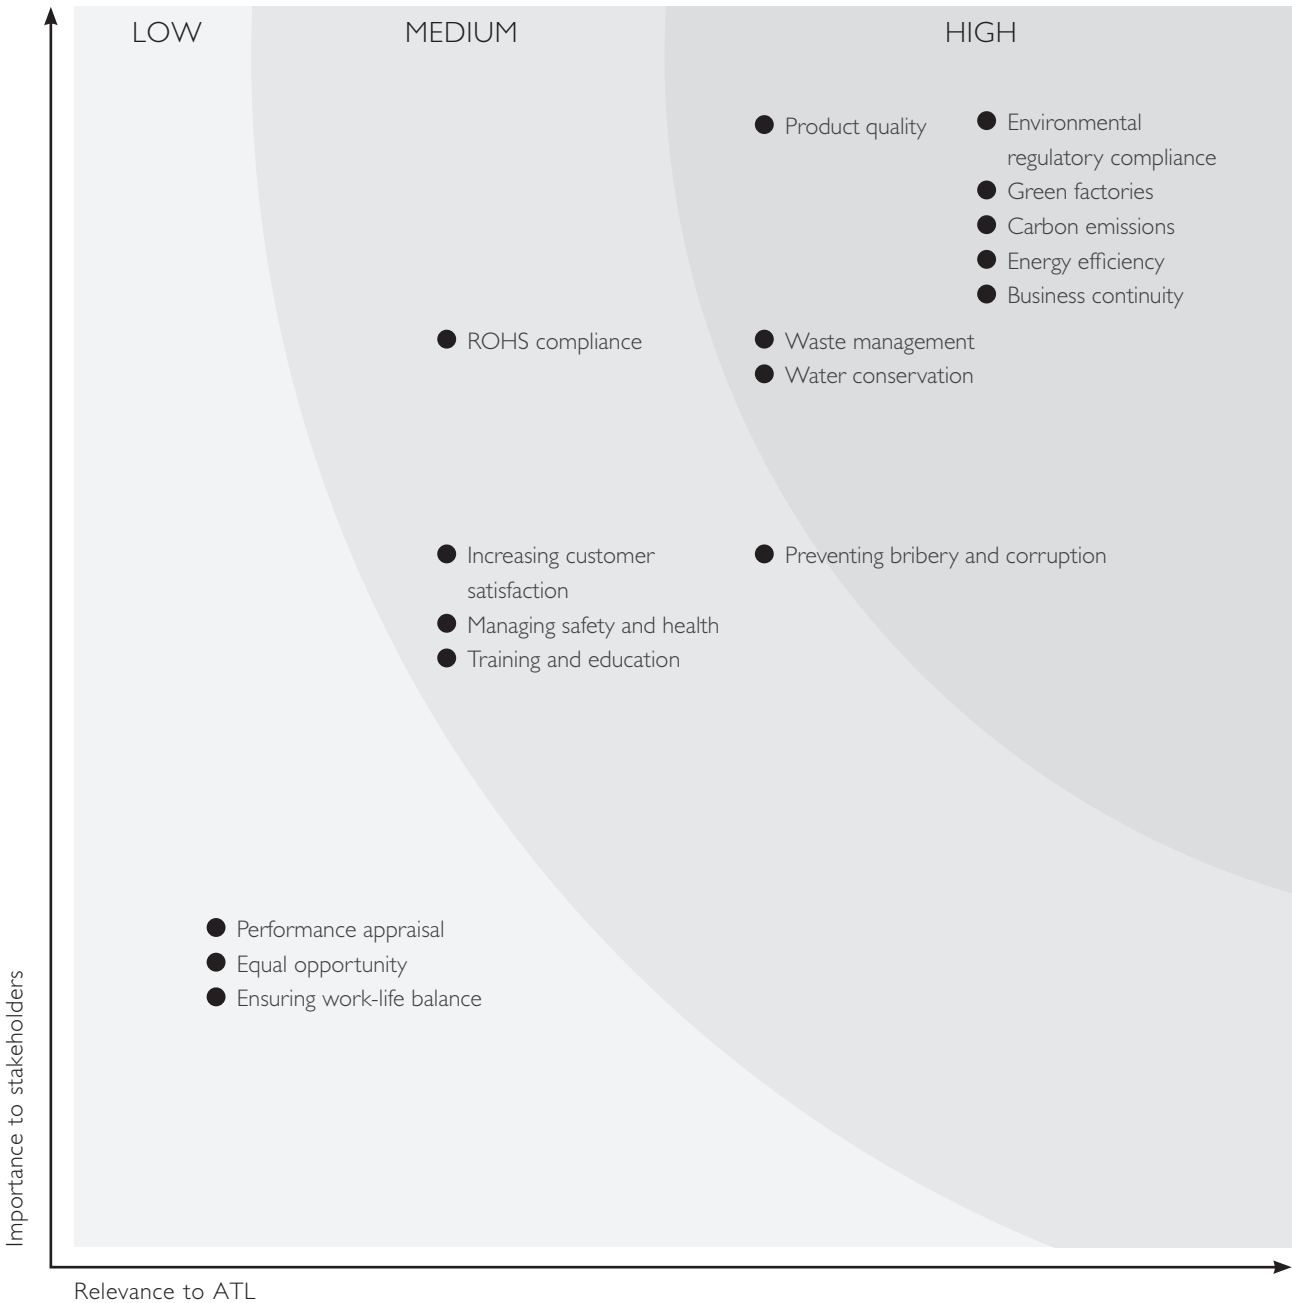 LOW
MEDIUM
HIGH
Product quality
Environmental
regulatory compliance
Green factories
Carbon emissions
Energy efficiency
Business continuity
ROHS compliance
Waste management
Water conservation
Increasing customer
satisfaction
Managing safety and health
Training and education
Preventing bribery and corruption
Performance appraisal
Equal opportunity
Ensuring work-life balance
Importance to stakeholders
Relevance to ATL